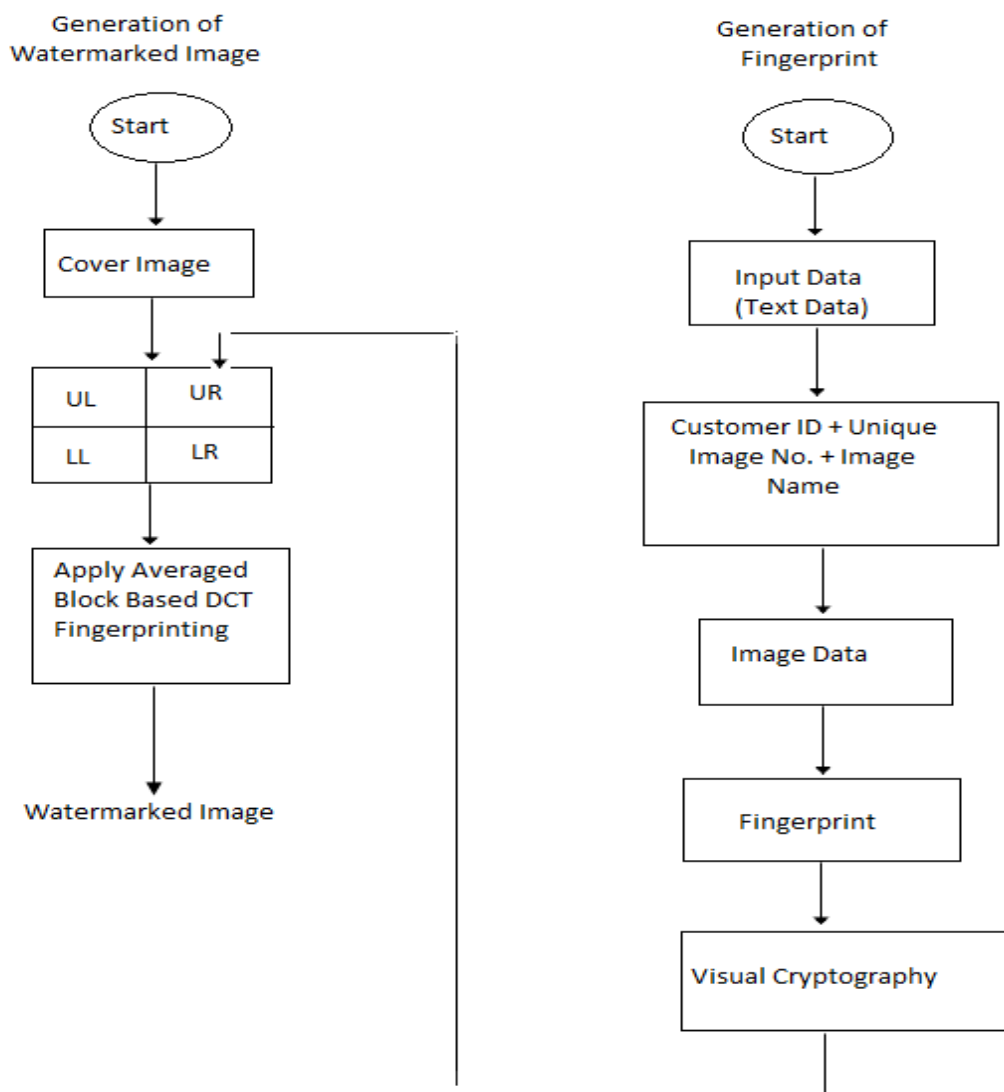 Generation of
Watermarked Image
Start
Cover Image
UL
UR
LL
LR
Apply Averaged
Block Based DCT
Fingerprinting
Watermarked Image
Generation of
Fingerprint
Start
Input Data
(Text Data)
Customer ID + Unique
Image No. + Image
Name
Image Data
Fingerprint
Visual Cryptography